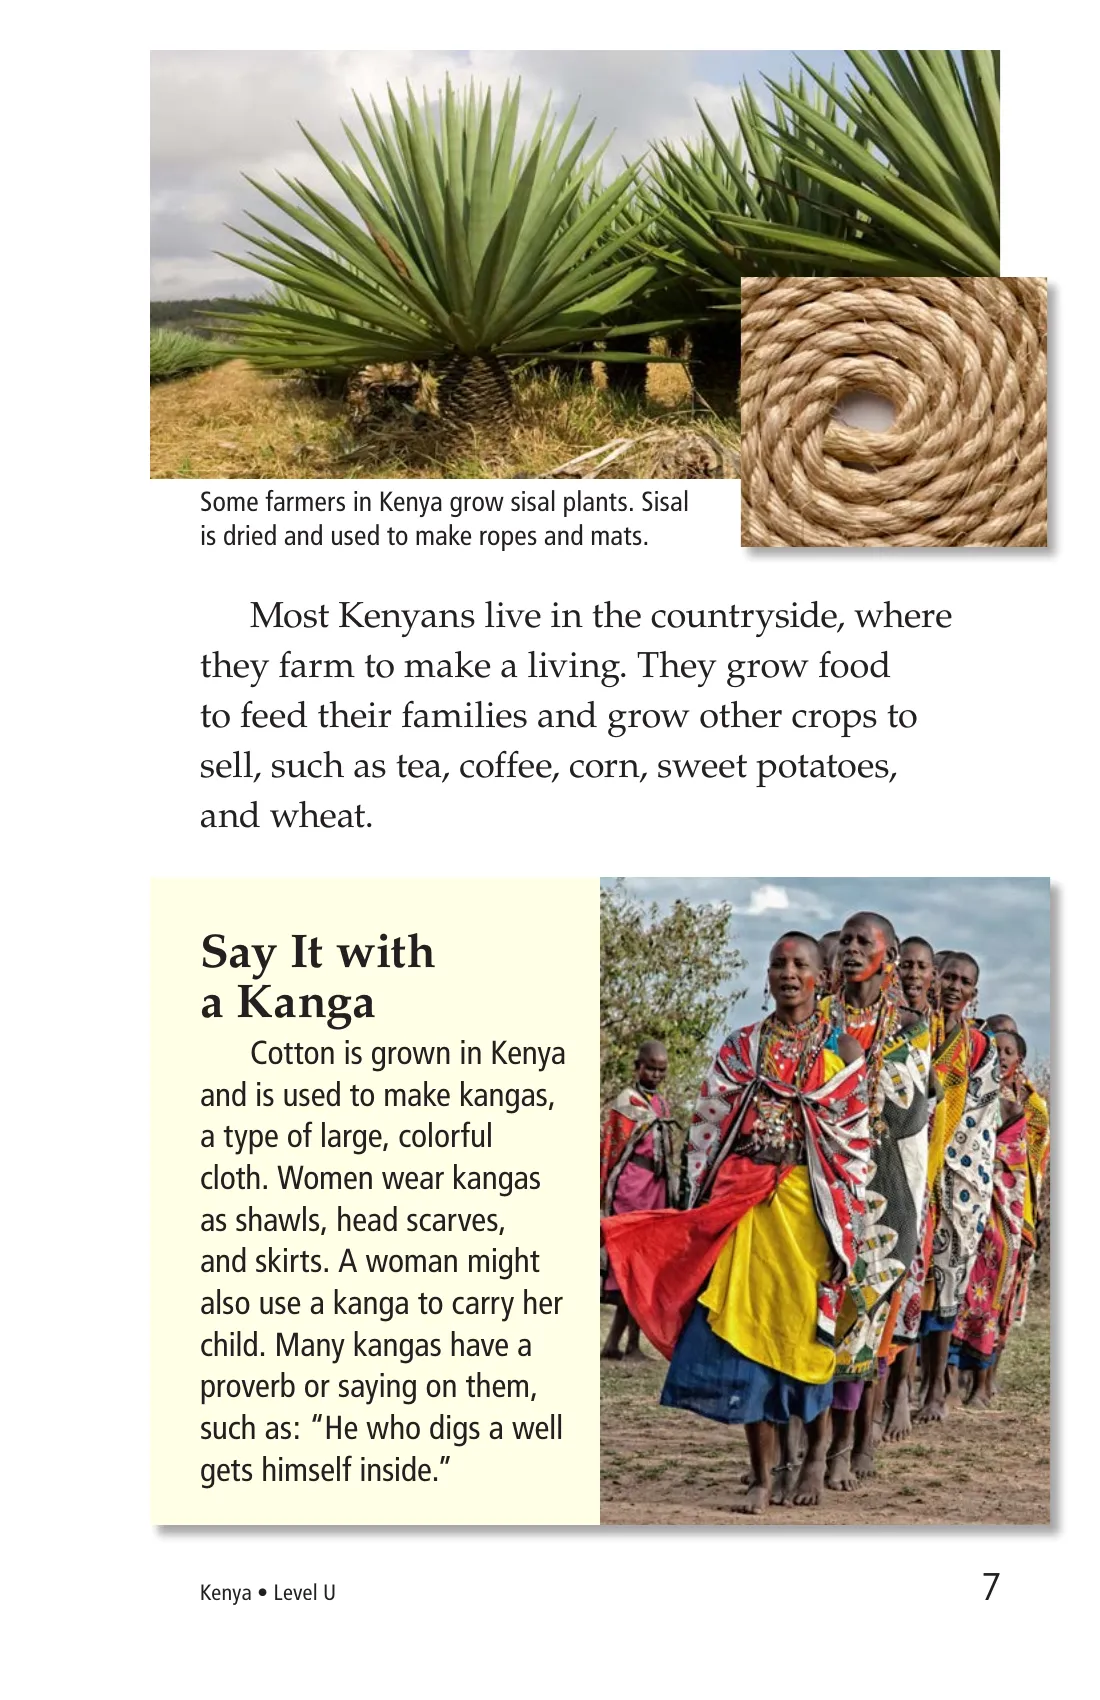 Some farmers in Kenya grow sisal plants. Sisal
is dried and used to make ropes and mats.
Most Kenyans live in the countryside, where
they farm to make a living. They grow food
to feed their families and grow other crops to
sell, such as tea, coffee, corn, sweet potatoes,
and wheat.
Say It with
a Kanga
Cotton is grown in Kenya
and is used to make kangas,
a type of large, colorful
cloth. Women wear kangas
as shawls, head scarves,
and skirts. A woman might
also use a kanga to carry her
child. Many kangas have a
proverb or saying on them,
such as: “He who digs a well
gets himself inside.”
Kenya • Level U
7